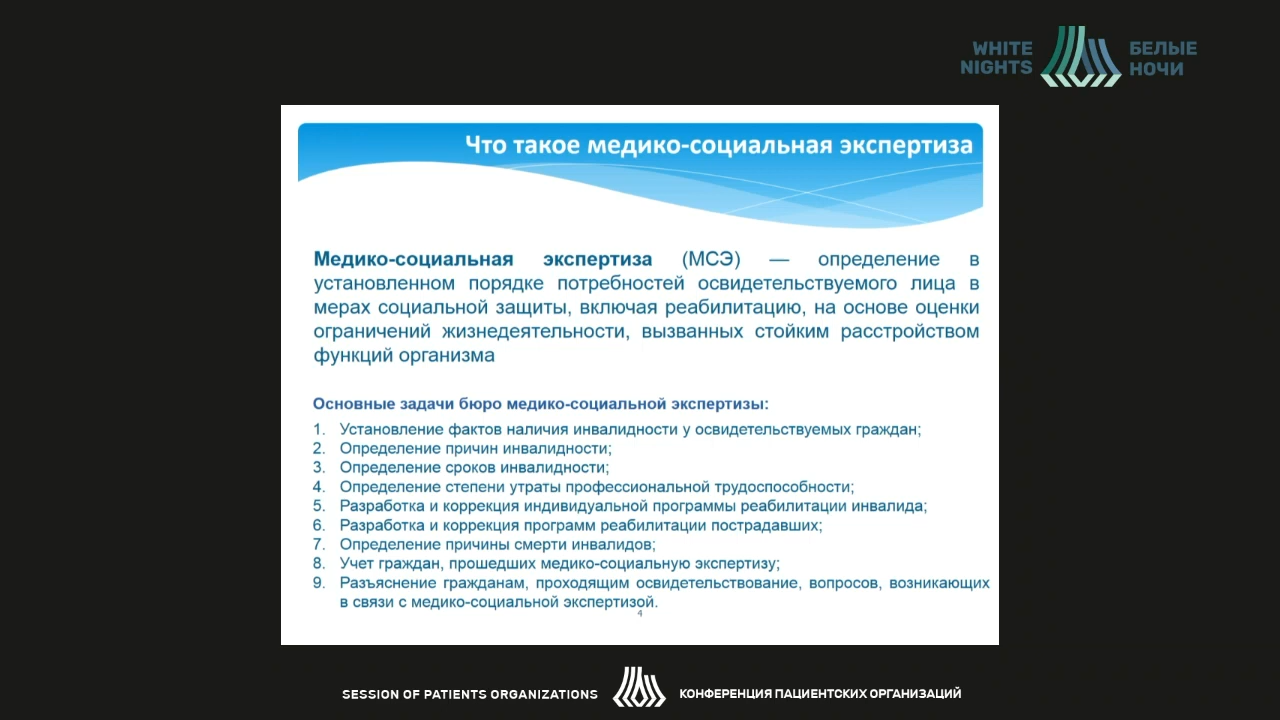 WHITE
NIGHTS
БЕЛЫЕ
НОЧИ
Что такое медико-социальная экспертиза
Медико-социальная экспертиза (МСЭ) — определение в
установленном порядке потребностей освидетельствуемого лица в
мерах социальной защиты, включая реабилитацию, на основе оценки
ограничений жизнедеятельности, вызванных стойким расстройством
функций организма
Основные задачи бюро медико-социальной экспертизы:
1. Установление фактов наличия инвалидности у освидетельствуемых граждан;
2. Определение причин инвалидности;
3. Определение сроков инвалидности;
4. Определение степени утраты профессиональной трудоспособности;
5. Разработка и коррекция индивидуальной программы реабилитации инвалида;
6. Разработка и коррекция программ реабилитации пострадавших;
7. Определение причины смерти инвалидов;
8. Учет граждан, прошедших медико-социальную экспертизу;
9. Разъяснение гражданам, проходящим освидетельствование, вопросов, возникающих
в связи с медико-социальной экспертизой.
4
SESSION OF PATIENTS ORGANIZATIONS
КОНФЕРЕНЦИЯ ПАЦИЕНТСКИХ ОРГАНИЗАЦИЙ